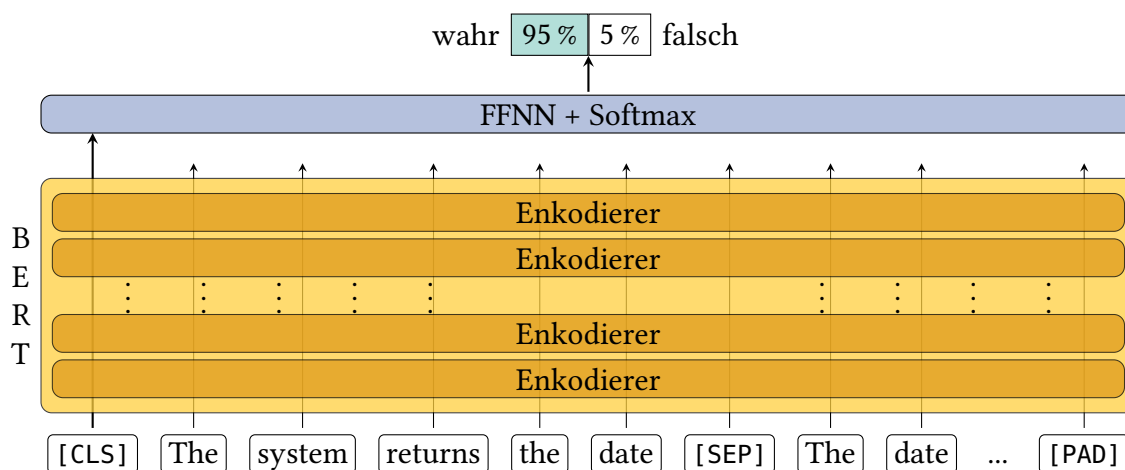 wahr 95 % 5 % falsch
FFNN + Softmax
BERT
Enkodierer
Enkodierer
Enkodierer
Enkodierer
[CLS] The system returns the date [SEP] The date ... [PAD]